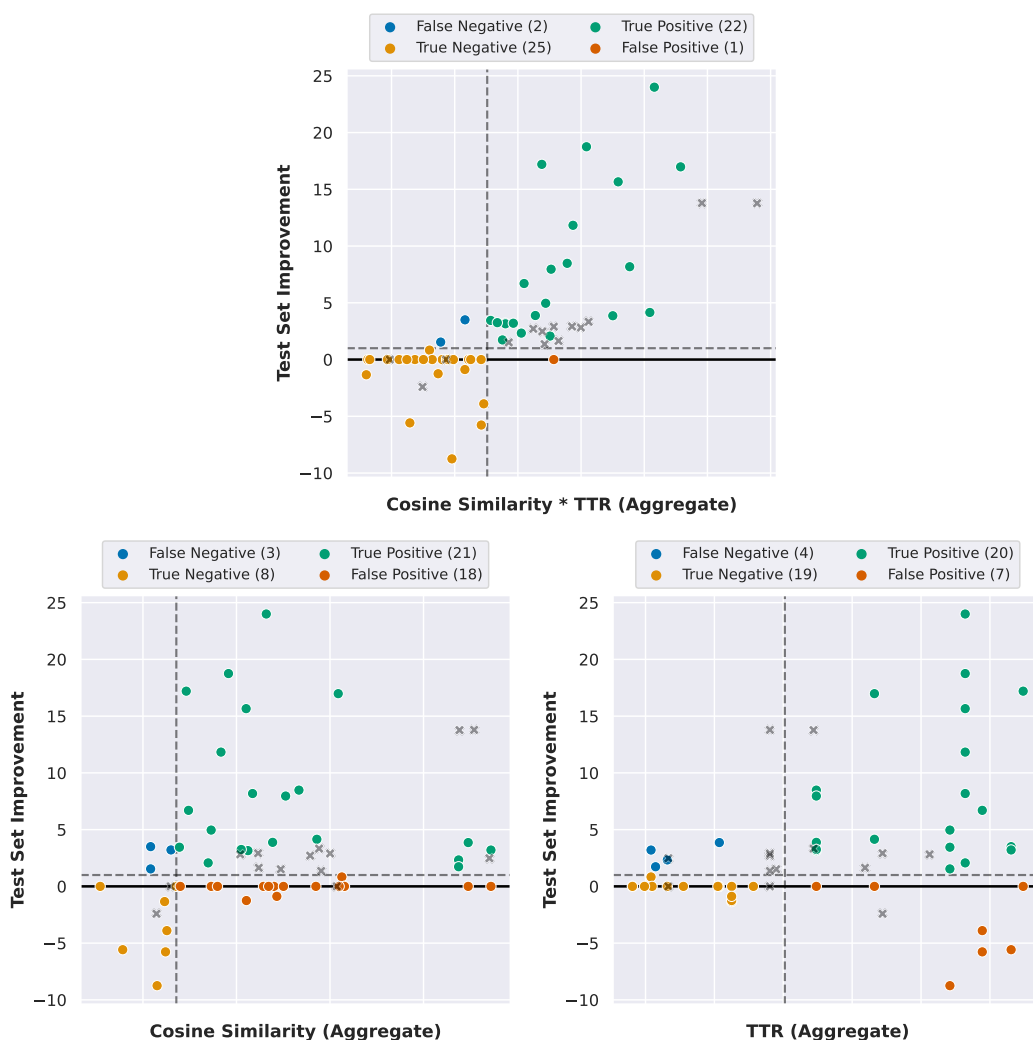 False Negative (2) True Positive (22)
True Negative (25) False Positive (1)
25
20
15
10
5
0
−5
−10
Test Set Improvement
Cosine Similarity * TTR (Aggregate)
False Negative (3) True Positive (21)
True Negative (8) False Positive (18)
25
20
15
10
5
0
−5
−10
Test Set Improvement
Cosine Similarity (Aggregate)
False Negative (4) True Positive (20)
True Negative (19) False Positive (7)
25
20
15
10
5
0
−5
−10
Test Set Improvement
TTR (Aggregate)